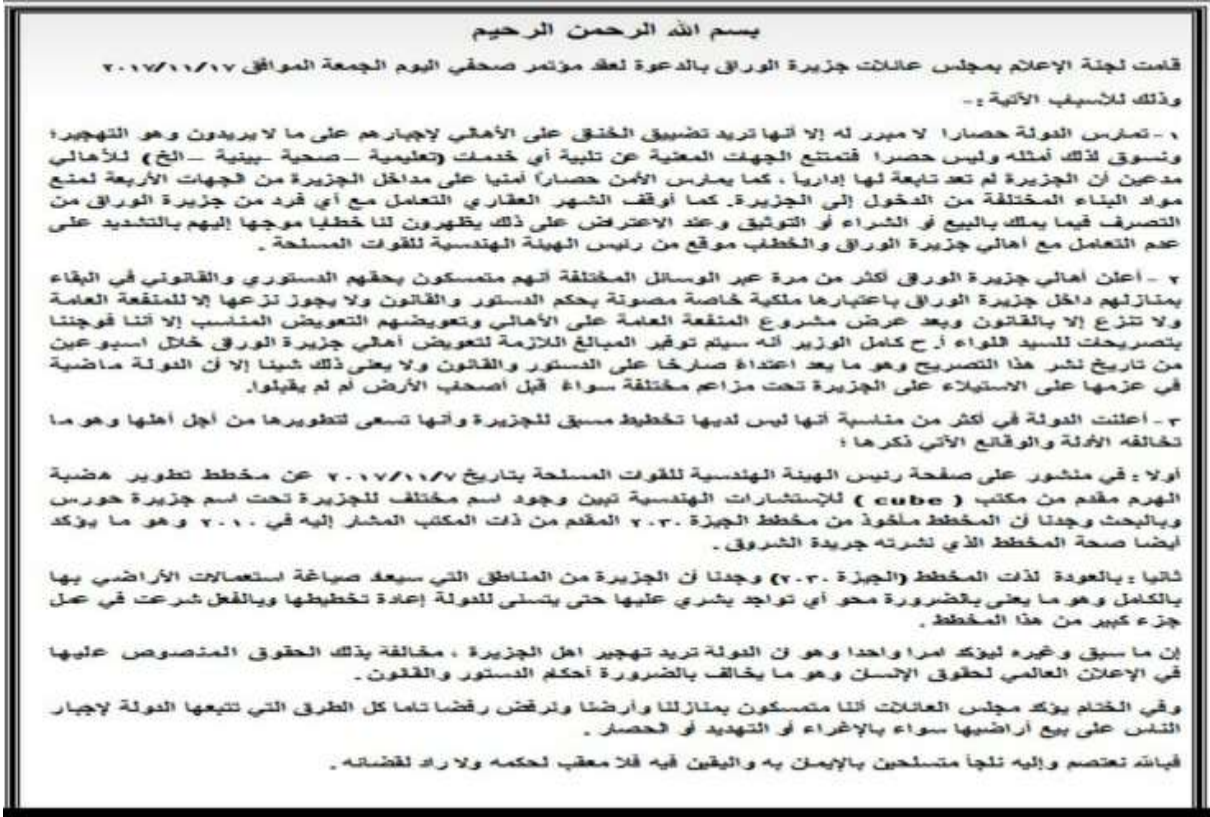 بسم الله الرحمن الرحيم
قامت لجنة الإعلام بمجلس عائلات جزيرة الوراق بالدعوة لعقد مؤتمر صحفي اليوم الجمعة الموافق ٢٠١٧/١١/١٧
وذلك للأسباب الآتية :-
١- تمارس الدولة حصارا لا مبرر له إلا أنها تريد تضييق الخنق على الأهالي لإجبارهم على ما لا يريدون وهو التهجير؛
ونسوق لذلك أمثله وليس حصرا فتمتنع الجهات المعنية عن تلبية أي خدمات (تعليمية – صحية -بيئية – الخ) للأهالي
مدعين أن الجزيرة لم تعد تابعة لها إداريا ، كما يمارس الأمن حصارا أمنيا على مداخل الجزيرة من الجهات الأربعة لمنع
مواد البناء المختلفة من الدخول إلى الجزيرة. كما أوقف الشهر العقاري التعامل مع أي فرد من جزيرة الوراق من
التصرف فيما يملك بالبيع أو الشراء أو التوثيق وعند الاعتراض على ذلك يظهرون لنا خطابا موجها إليهم بالتشديد على
عدم التعامل مع أهالي جزيرة الوراق والخطاب موقع من رئيس الهيئة الهندسية للقوات المسلحة .
٢ – أعلن أهالي جزيرة الوراق أكثر من مرة عبر الوسائل المختلفة أنهم متمسكون بحقهم الدستوري والقانوني في البقاء
بمنازلهم داخل جزيرة الوراق باعتبارها ملكية خاصة مصونة بحكم الدستور والقانون ولا يجوز نزعها إلا للمنفعة العامة
ولا تنزع إلا بالقانون وبعد عرض مشروع المنفعة العامة على الأهالي وتعويضهم التعويض المناسب إلا أننا فوجئنا
بتصريحات للسيد اللواء أ. ح كامل الوزير أنه سيتم توفير المبالغ اللازمة لتعويض أهالي جزيرة الوراق خلال اسبوعين
من تاريخ نشر هذا التصريح وهو ما يعد اعتداءً صارخا على الدستور والقانون ولا يعنى ذلك شيئا إلا أن الدولة ماضية
في عزمها على الاستيلاء على الجزيرة تحت مزاعم مختلفة سواءً قبل أصحاب الأرض أم لم يقبلوا.
٣- أعلنت الدولة في أكثر من مناسبة أنها ليس لديها تخطيط مسبق للجزيرة وأنها تسعى لتطويرها من أجل أهلها وهو ما
تخالفه الأدلة والوقائع الآتي ذكرها :
أولا : في منشور على صفحة رئيس الهيئة الهندسية للقوات المسلحة بتاريخ ٢٠١٧/١١/٧ عن مخطط تطوير هضبة
الهرم مقدم من مكتب ( cube ) للإستشارات الهندسية تبين وجود اسم مختلف للجزيرة تحت اسم جزيرة حورس
وبالبحث وجدنا أن المخطط مأخوذ من مخطط الجيزة ٢٠٣٠ المقدم من ذات المكتب المشار إليه في ٢٠١٠ وهو ما يؤكد
ايضا صحة المخطط الذي نشرته جريدة الشروق .
ثانيا : بالعودة لذات المخطط (الجيزة ٢٠٣٠) وجدنا أن الجزيرة من المناطق التي سيعاد صياغة استعمالات الأراضي بها
بالكامل وهو ما يعنى بالضرورة محو أي تواجد بشري عليها حتى يتسنى للدولة إعادة تخطيطها وبالفعل شرعت في عمل
جزء كبير من هذا المخطط .
إن ما سبق وغيره ليؤكد امرا واحدا وهو ان الدولة تريد تهجير اهل الجزيرة ، مخالفة بذلك الحقوق المنصوص عليها
في الإعلان العالمي لحقوق الإنسان وهو ما يخالف بالضرورة أحكام الدستور والقانون .
وفي الختام يؤكد مجلس العائلات أننا متمسكون بمنازلنا وأرضنا ونرفض رفضا تاما كل الطرق التي تتبعها الدولة لإجبار
الناس على بيع أراضيها سواء بالإغراء أو التهديد أو الحصار .
فبالله نعتصم وإليه نلجأ متسلحين بالإيمان به واليقين فيه فلا معقب لحكمه ولا راد لقضائه .